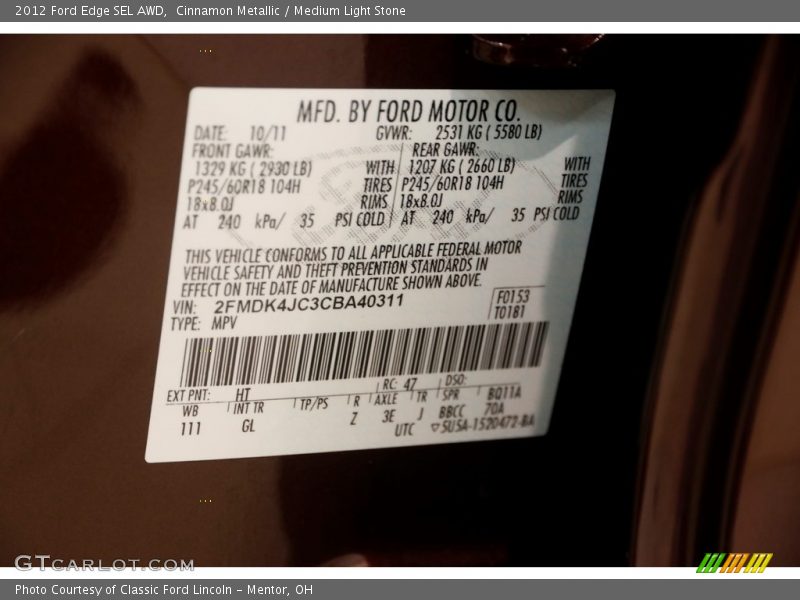 2012 Ford Edge SEL AWD,  Cinnamon Metallic / Medium Light Stone
MFD. BY FORD MOTOR CO.
DATE: 10/11 GVWR: 2531 KG ( 5580 LB)
FRONT GAWR: REAR GAWR:
1329 KG ( 2930 LB) WITH 1207 KG ( 2660 LB) WITH
P245/60R18 104H TIRES P245/60R18 104H TIRES
18x8.0J RIMS 18x8.0J RIMS
AT 240 kPa/ 35 PSI COLD AT 240 kPa/ 35 PSI COLD
THIS VEHICLE CONFORMS TO ALL APPLICABLE FEDERAL MOTOR
VEHICLE SAFETY AND THEFT PREVENTION STANDARDS IN
EFFECT ON THE DATE OF MANUFACTURE SHOWN ABOVE.
VIN: 2FMDK4JC3CBA40311 F0153
TYPE: MPV T0181
EXT PNT: HT RC: 47 DSO:
WB INT TR TP/PS R AXLE TR SPR BQ11A
111 GL Z 3E J BBCC 70A
UTC ▽5U5A-1520472-BA
GTCARLOT.COM
Photo Courtesy of Classic Ford Lincoln - Mentor, OH